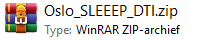 Oslo_SLEEEP_DTI.zip
Type: WinRAR ZIP-archief